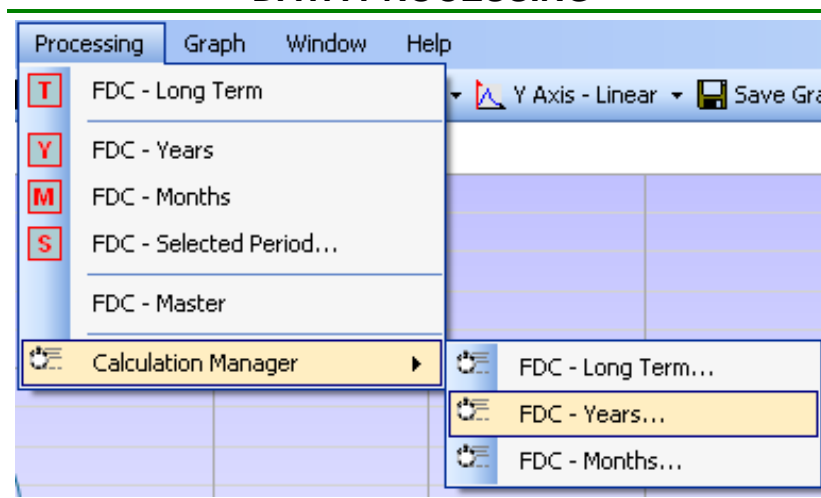 Processing Graph Window Help
T FDC - Long Term
Y Axis - Linear Save Gra
Y FDC - Years
M FDC - Months
S FDC - Selected Period...
FDC - Master
Calculation Manager
FDC - Long Term...
FDC - Years...
FDC - Months...